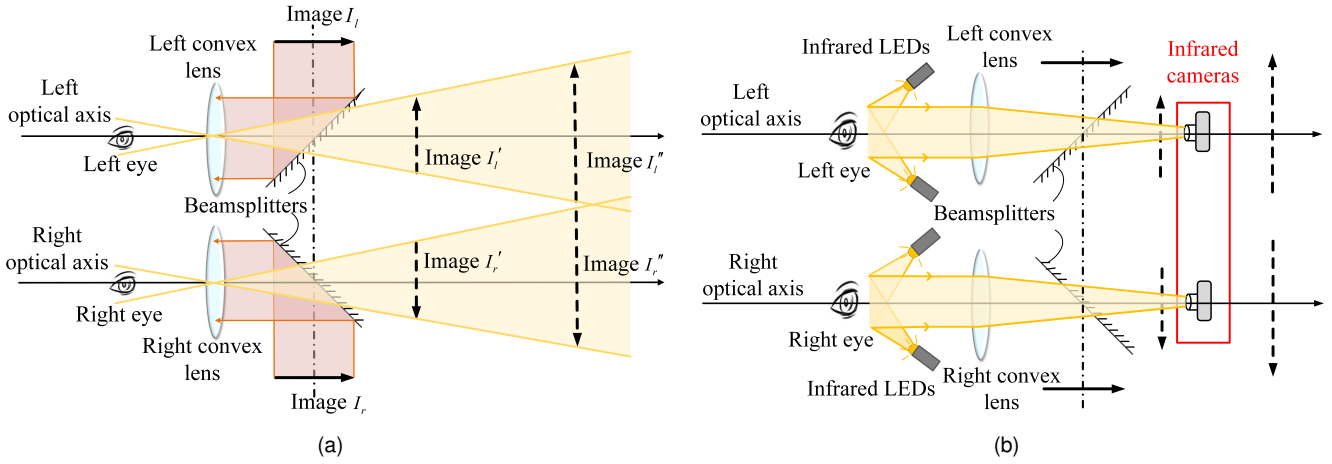 Image I_l
Left convex
lens
Left
optical axis
Left eye
Image I_l′
Image I_l″
Beamsplitters
Right
optical axis
Right eye
Image I_r′
Image I_r″
Right convex
lens
Image I_r
(a)
Infrared LEDs
Left convex
lens
Infrared
cameras
Left
optical axis
Left eye
Beamsplitters
Right
optical axis
Right eye
Infrared LEDs
Right convex
lens
(b)